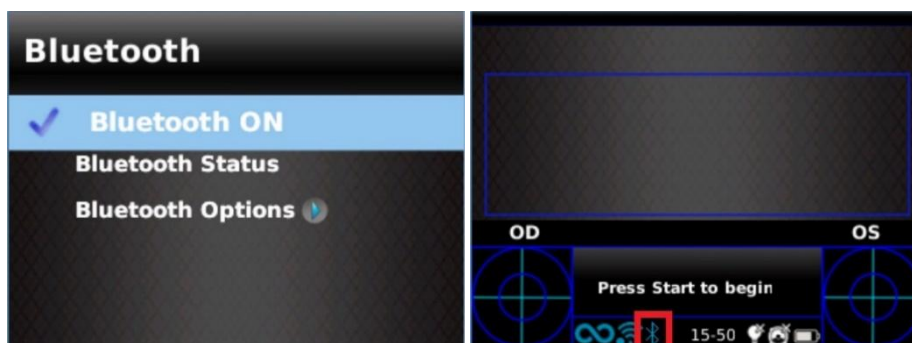 Bluetooth
Bluetooth ON
Bluetooth Status
Bluetooth Options
OD
OS
Press Start to begin
15-50